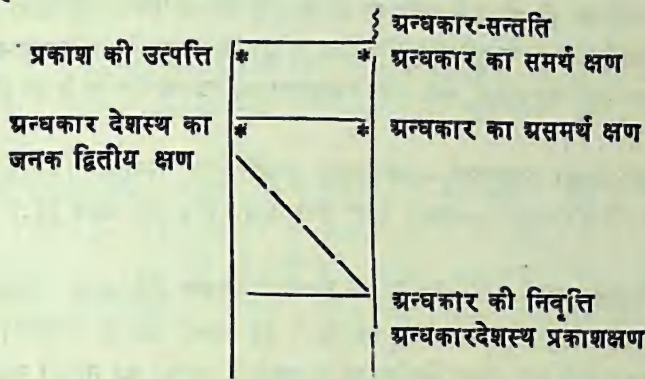 अन्धकार-सन्तति
प्रकाश की उत्पत्ति * * अन्धकार का समर्थ क्षण
अन्धकार देशस्थ का * * अन्धकार का असमर्थ क्षण
जनक द्वितीय क्षण
अन्धकार की निवृत्ति
अन्धकारदेशस्थ प्रकाशक्षण